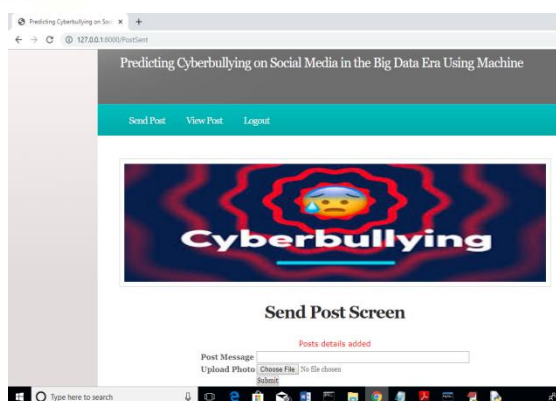 Predicting Cyberbullying on Soc
127.0.0.1:8000/PostSent
Predicting Cyberbullying on Social Media in the Big Data Era Using Machine
Send Post View Post Logout
Cyberbullying
Send Post Screen
Posts details added
Post Message
Upload Photo Choose File No file chosen
Submit
Type here to search